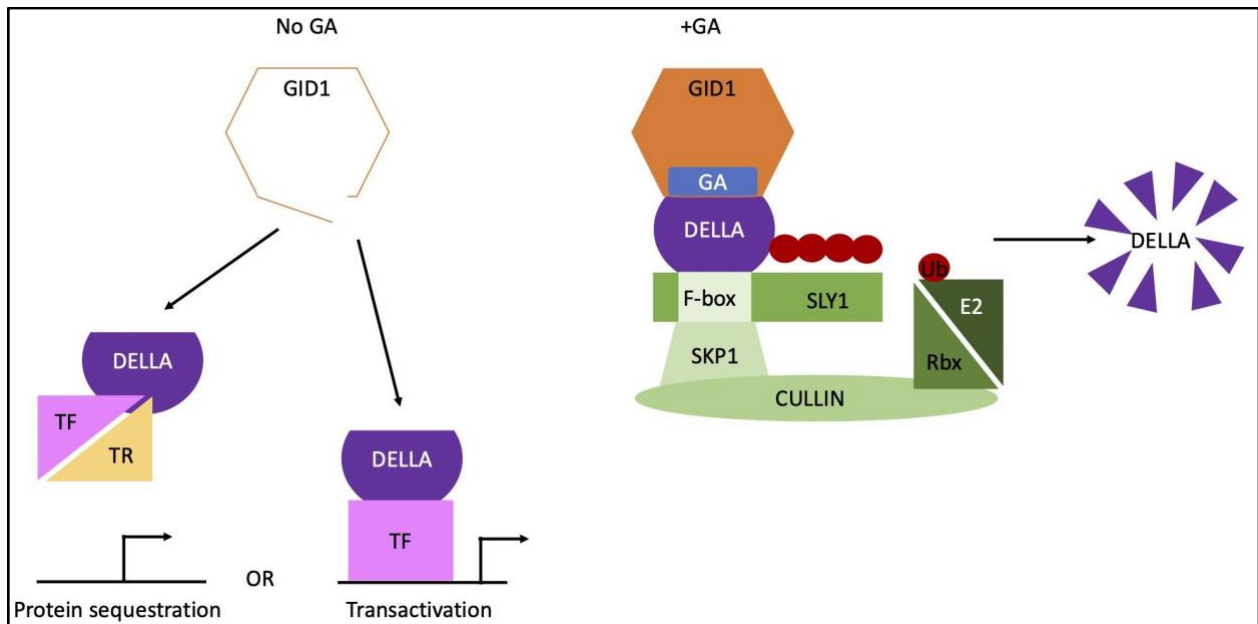 No GA
GID1
DELLA
TF
TR
DELLA
TF
OR
Protein sequestration
Transactivation
+GA
GID1
GA
DELLA
F-box
SLY1
SKP1
CULLIN
Ub
E2
Rbx
DELLA